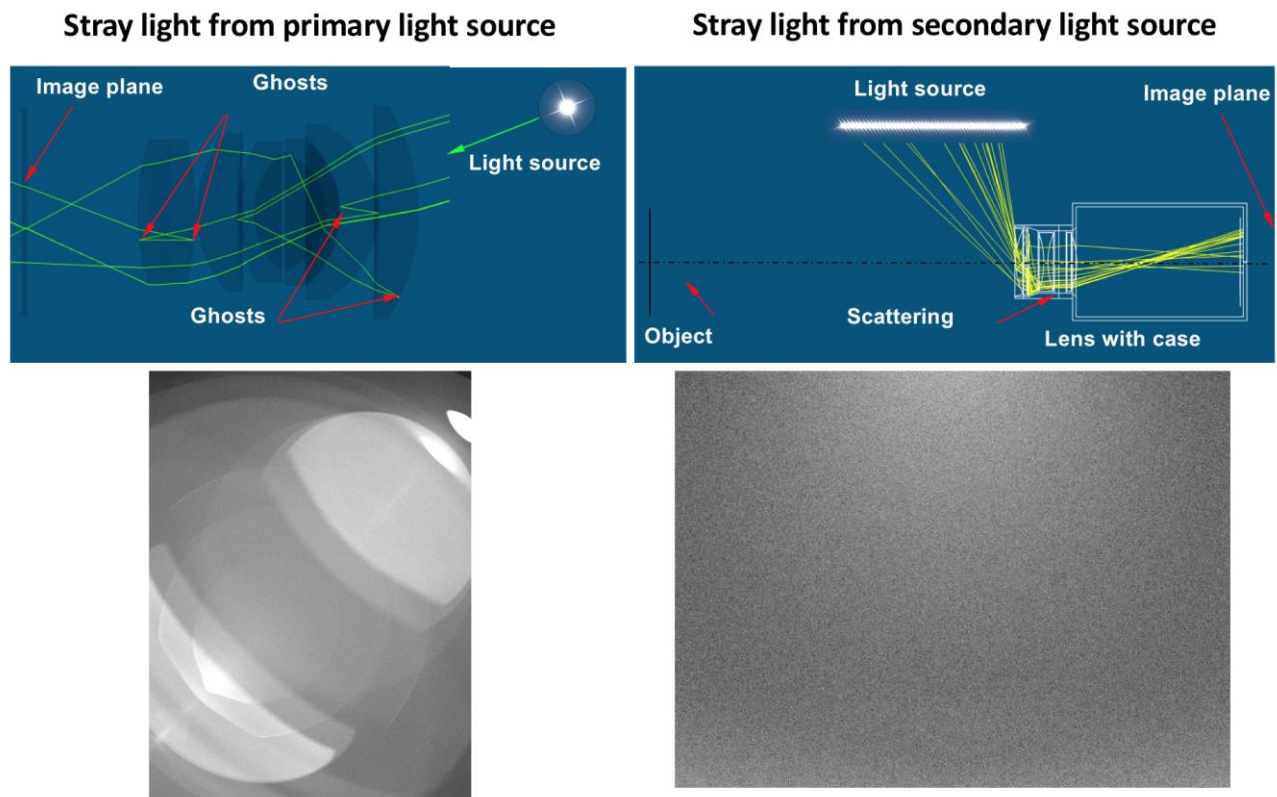 Stray light from primary light source
Stray light from secondary light source
Image plane
Ghosts
Light source
Ghosts
Light source
Image plane
Object
Scattering
Lens with case